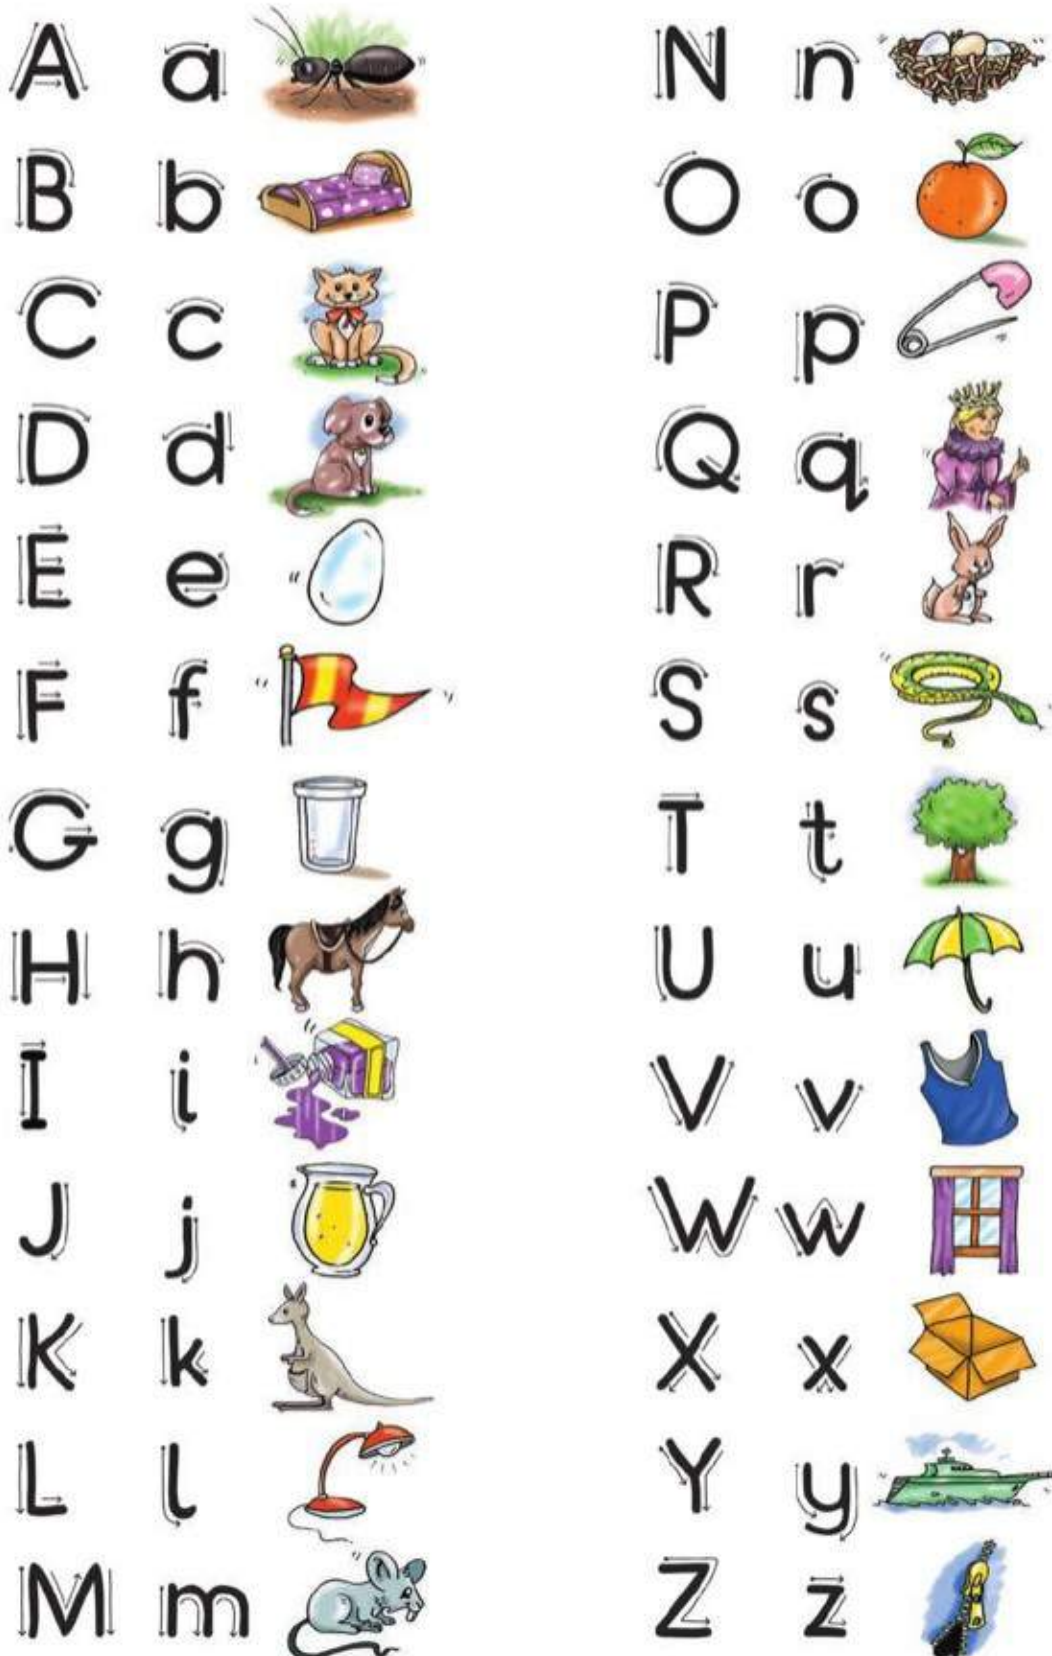 A a
B b
C c
D d
E e
F f
G g
H h
I i
J j
K k
L l
M m
N n
O o
P p
Q q
R r
S s
T t
U u
V v
W w
X x
Y y
Z z